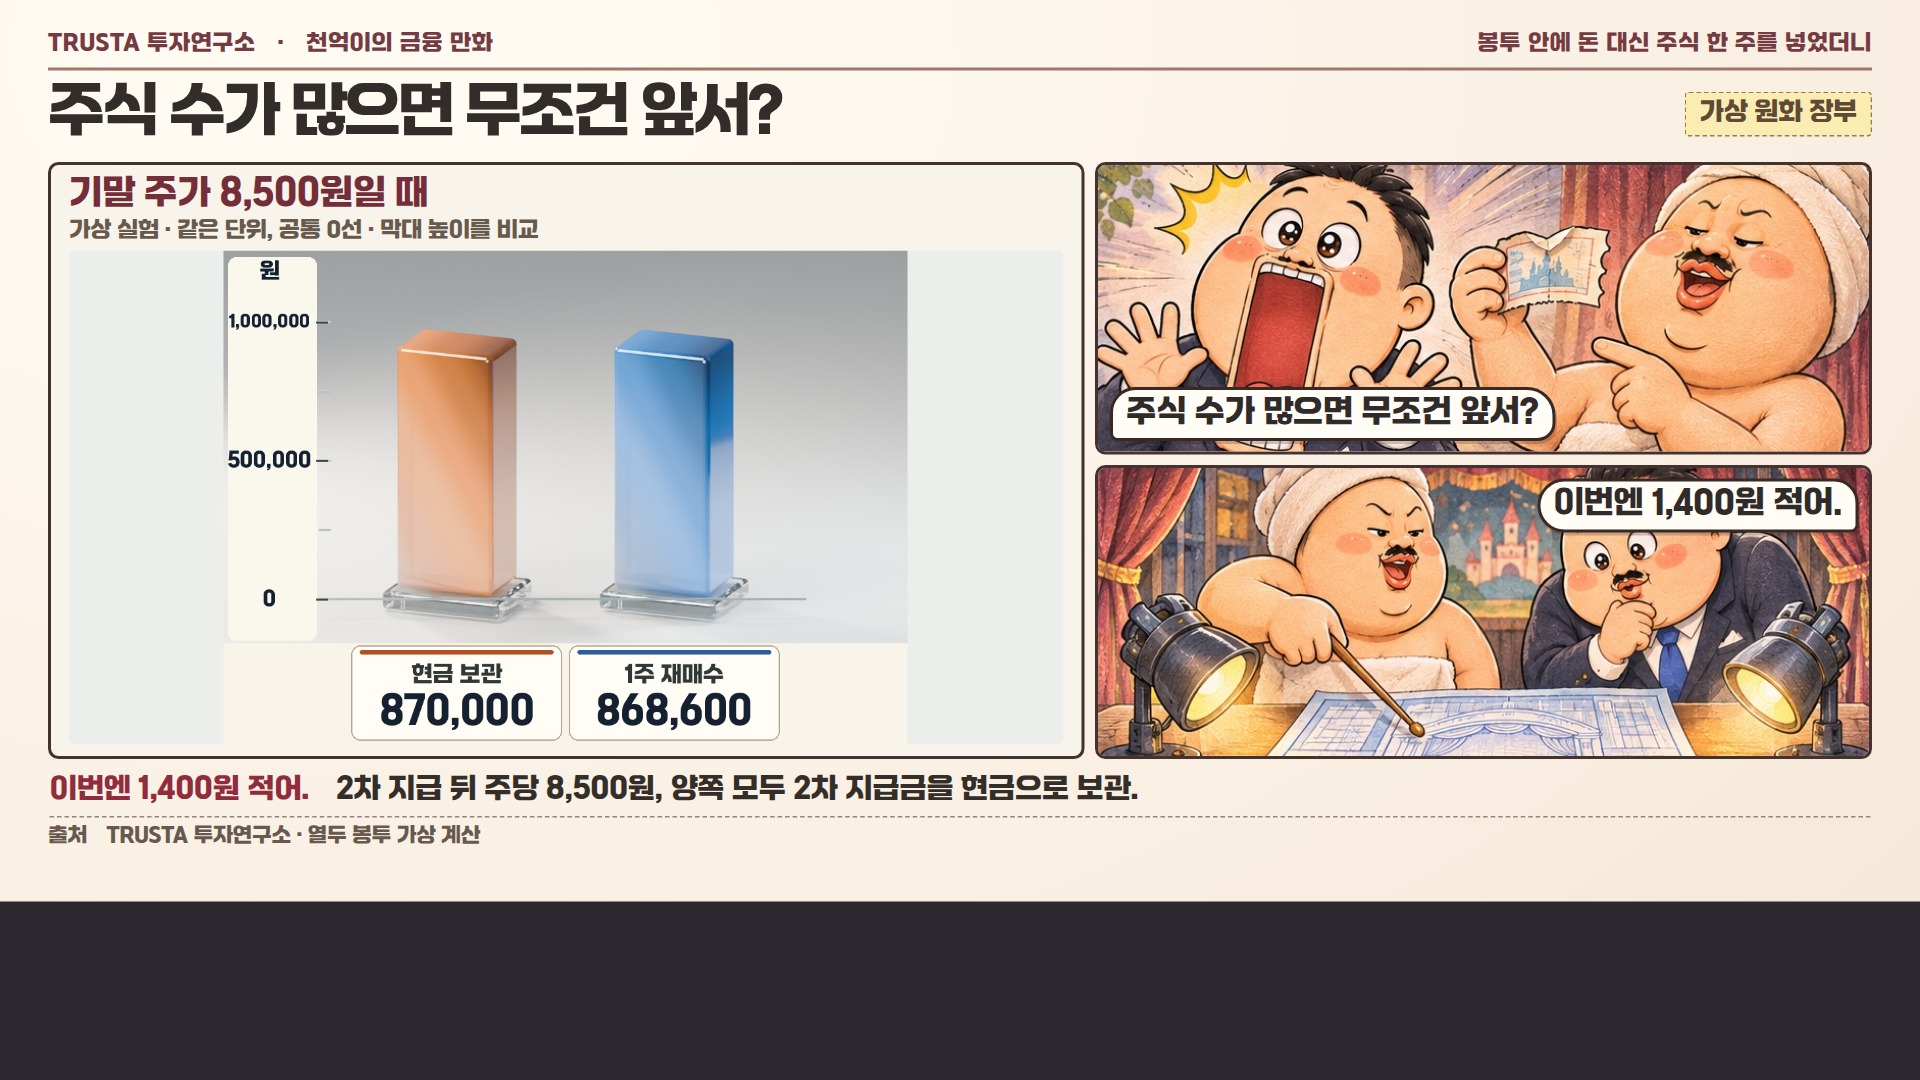 TRUSTA 투자연구소 · 천억이의 금융 만화
봉투 안에 돈 대신 주식 한 주를 넣었더니
주식 수가 많으면 무조건 앞서?
가상 원화 장부
기말 주가 8,500원일 때
가상 실험 · 같은 단위, 공통 0선 · 막대 높이를 비교
원
1,000,000
500,000
0
현금 보관
870,000
1주 재매수
868,600
주식 수가 많으면 무조건 앞서?
이번엔 1,400원 적어.
이번엔 1,400원 적어. 2차 지급 뒤 주당 8,500원, 양쪽 모두 2차 지급금을 현금으로 보관.
출처 TRUSTA 투자연구소 · 열두 봉투 가상 계산